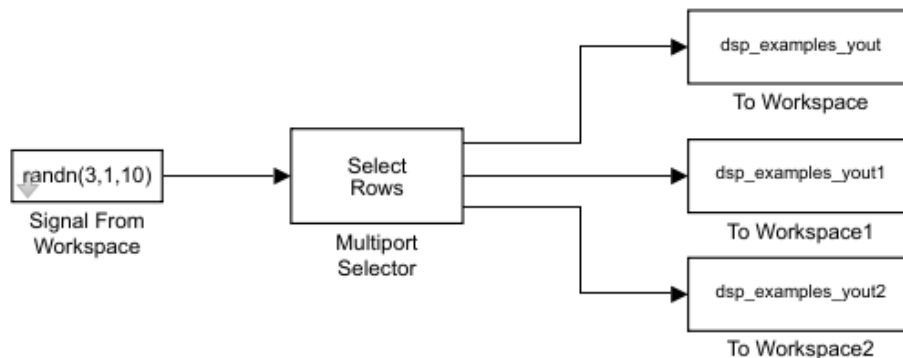 dsp_examples_yout
To Workspace
randn(3,1,10)
Signal From
Workspace
Select
Rows
Multiport
Selector
dsp_examples_yout1
To Workspace1
dsp_examples_yout2
To Workspace2